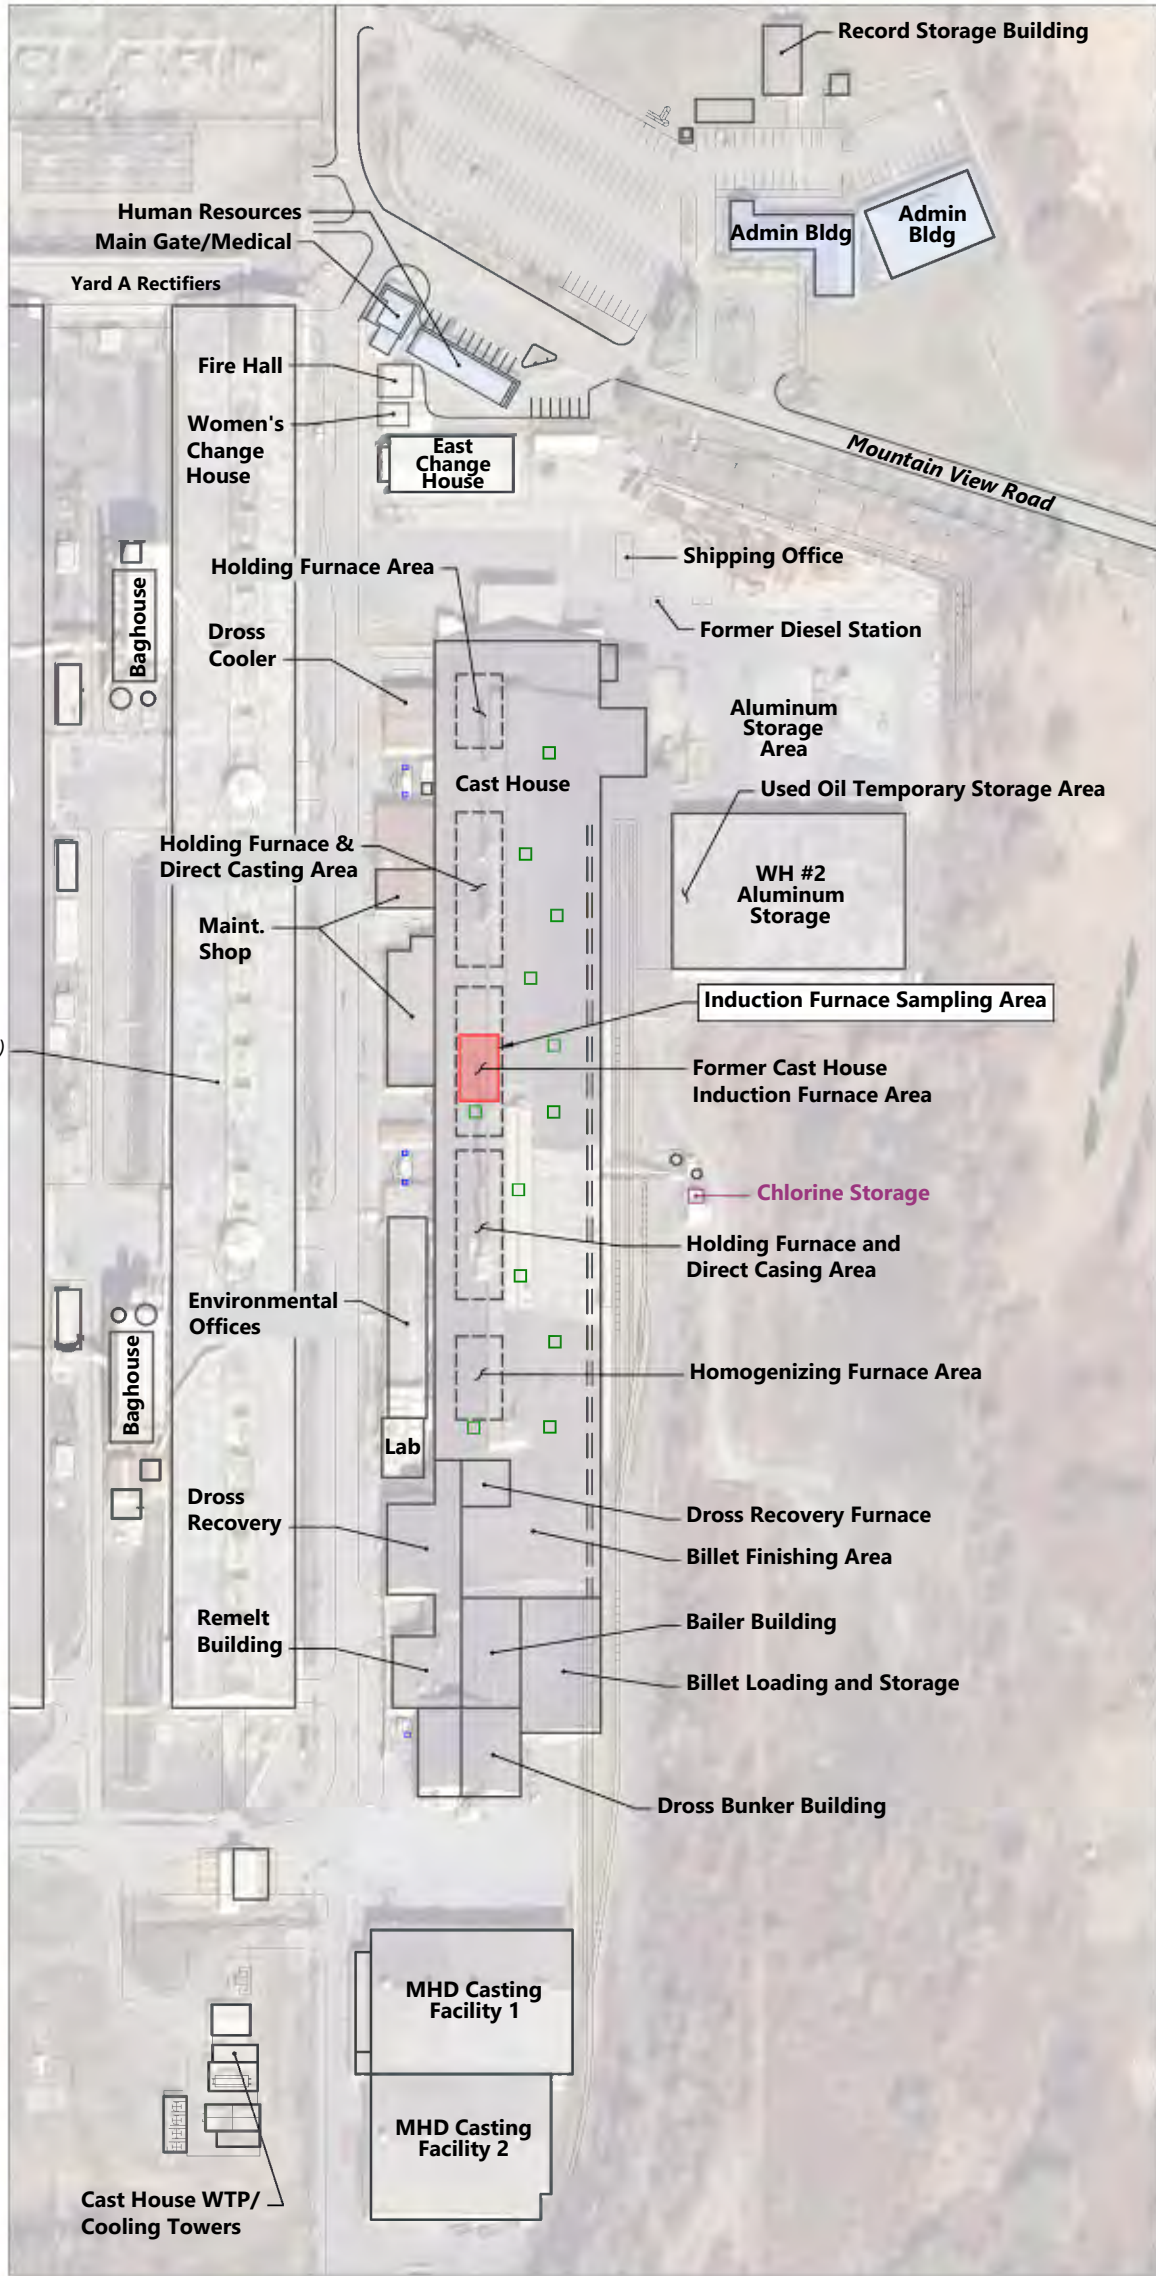 Record Storage Building
Human Resources
Main Gate/Medical
Admin Bldg
Admin
Bldg
Yard A Rectifiers
Fire Hall
Women's
Change
House
East
Change
House
Mountain View Road
Shipping Office
Holding Furnace Area
Baghouse
Dross
Cooler
Former Diesel Station
Aluminum
Storage
Area
Cast House
Used Oil Temporary Storage Area
Holding Furnace &
Direct Casting Area
WH #2
Aluminum
Storage
Maint.
Shop
Induction Furnace Sampling Area
)
Former Cast House
Induction Furnace Area
Chlorine Storage
Holding Furnace and
Direct Casing Area
Environmental
Offices
Baghouse
Homogenizing Furnace Area
Lab
Dross
Recovery
Dross Recovery Furnace
Billet Finishing Area
Remelt
Building
Bailer Building
Billet Loading and Storage
Dross Bunker Building
MHD Casting
Facility 1
MHD Casting
Facility 2
Cast House WTP/
Cooling Towers